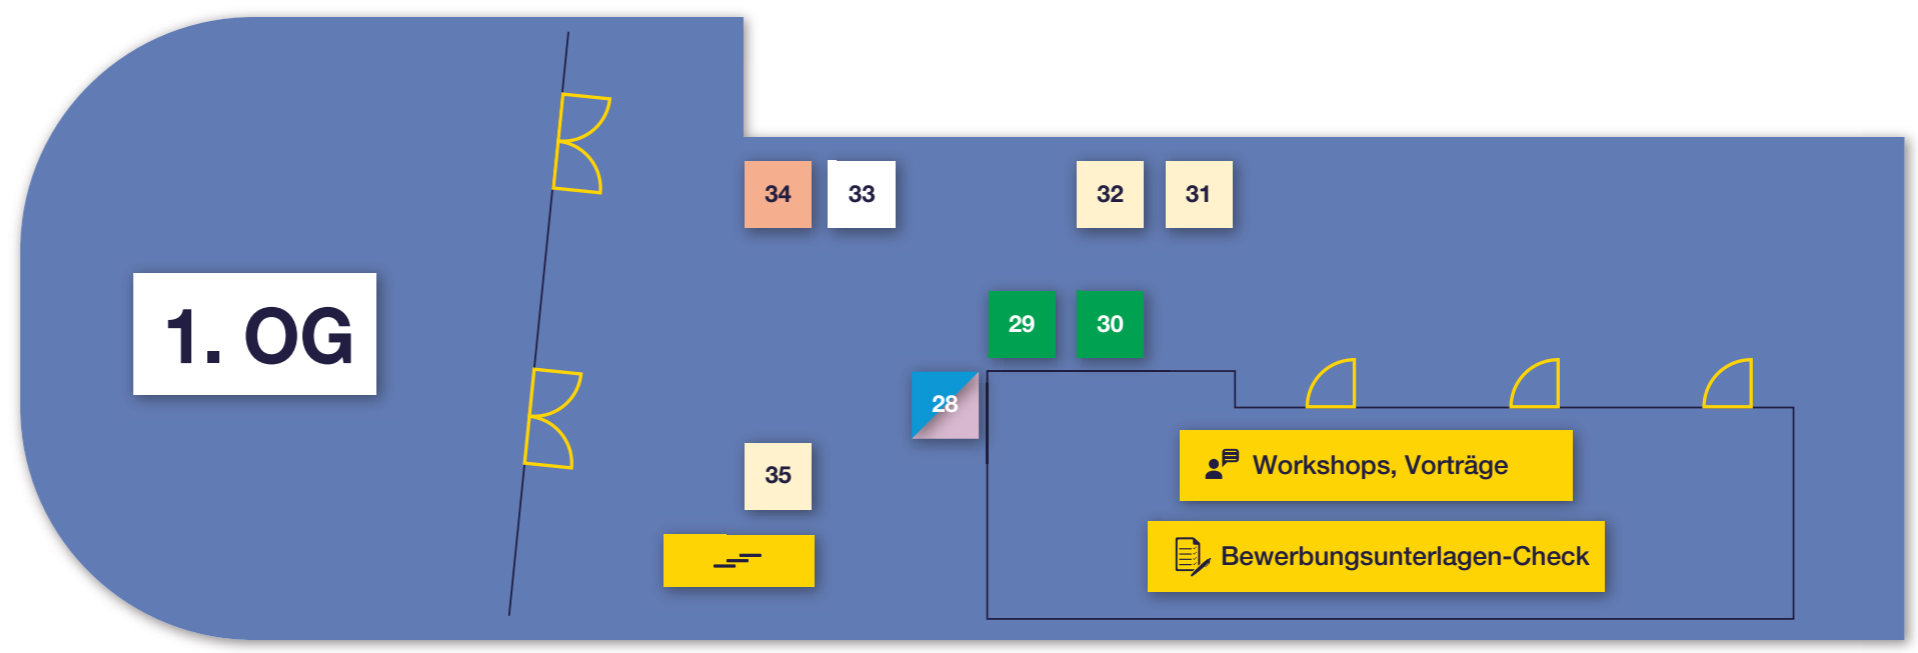 34 33 32 31
1. OG
29 30
28
35
Workshops, Vorträge
Bewerbungsunterlagen-Check